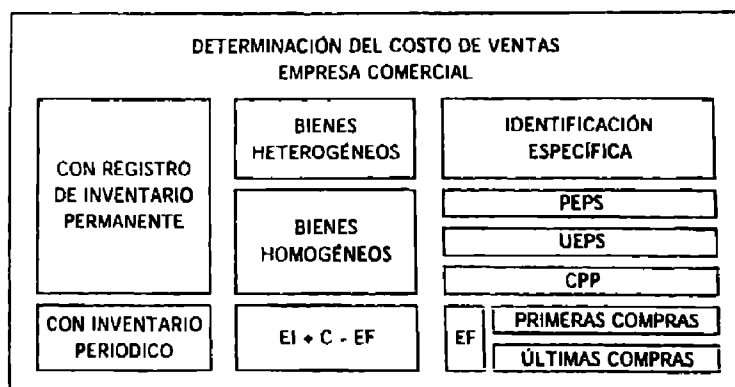 DETERMINACIÓN DEL COSTO DE VENTAS
EMPRESA COMERCIAL
CON REGISTRO
DE INVENTARIO
PERMANENTE
BIENES
HETEROGÉNEOS
IDENTIFICACIÓN
ESPECÍFICA
BIENES
HOMOGÉNEOS
PEPS
UEPS
CPP
CON INVENTARIO
PERIODICO
EI + C - EF
EF
PRIMERAS COMPRAS
ÚLTIMAS COMPRAS